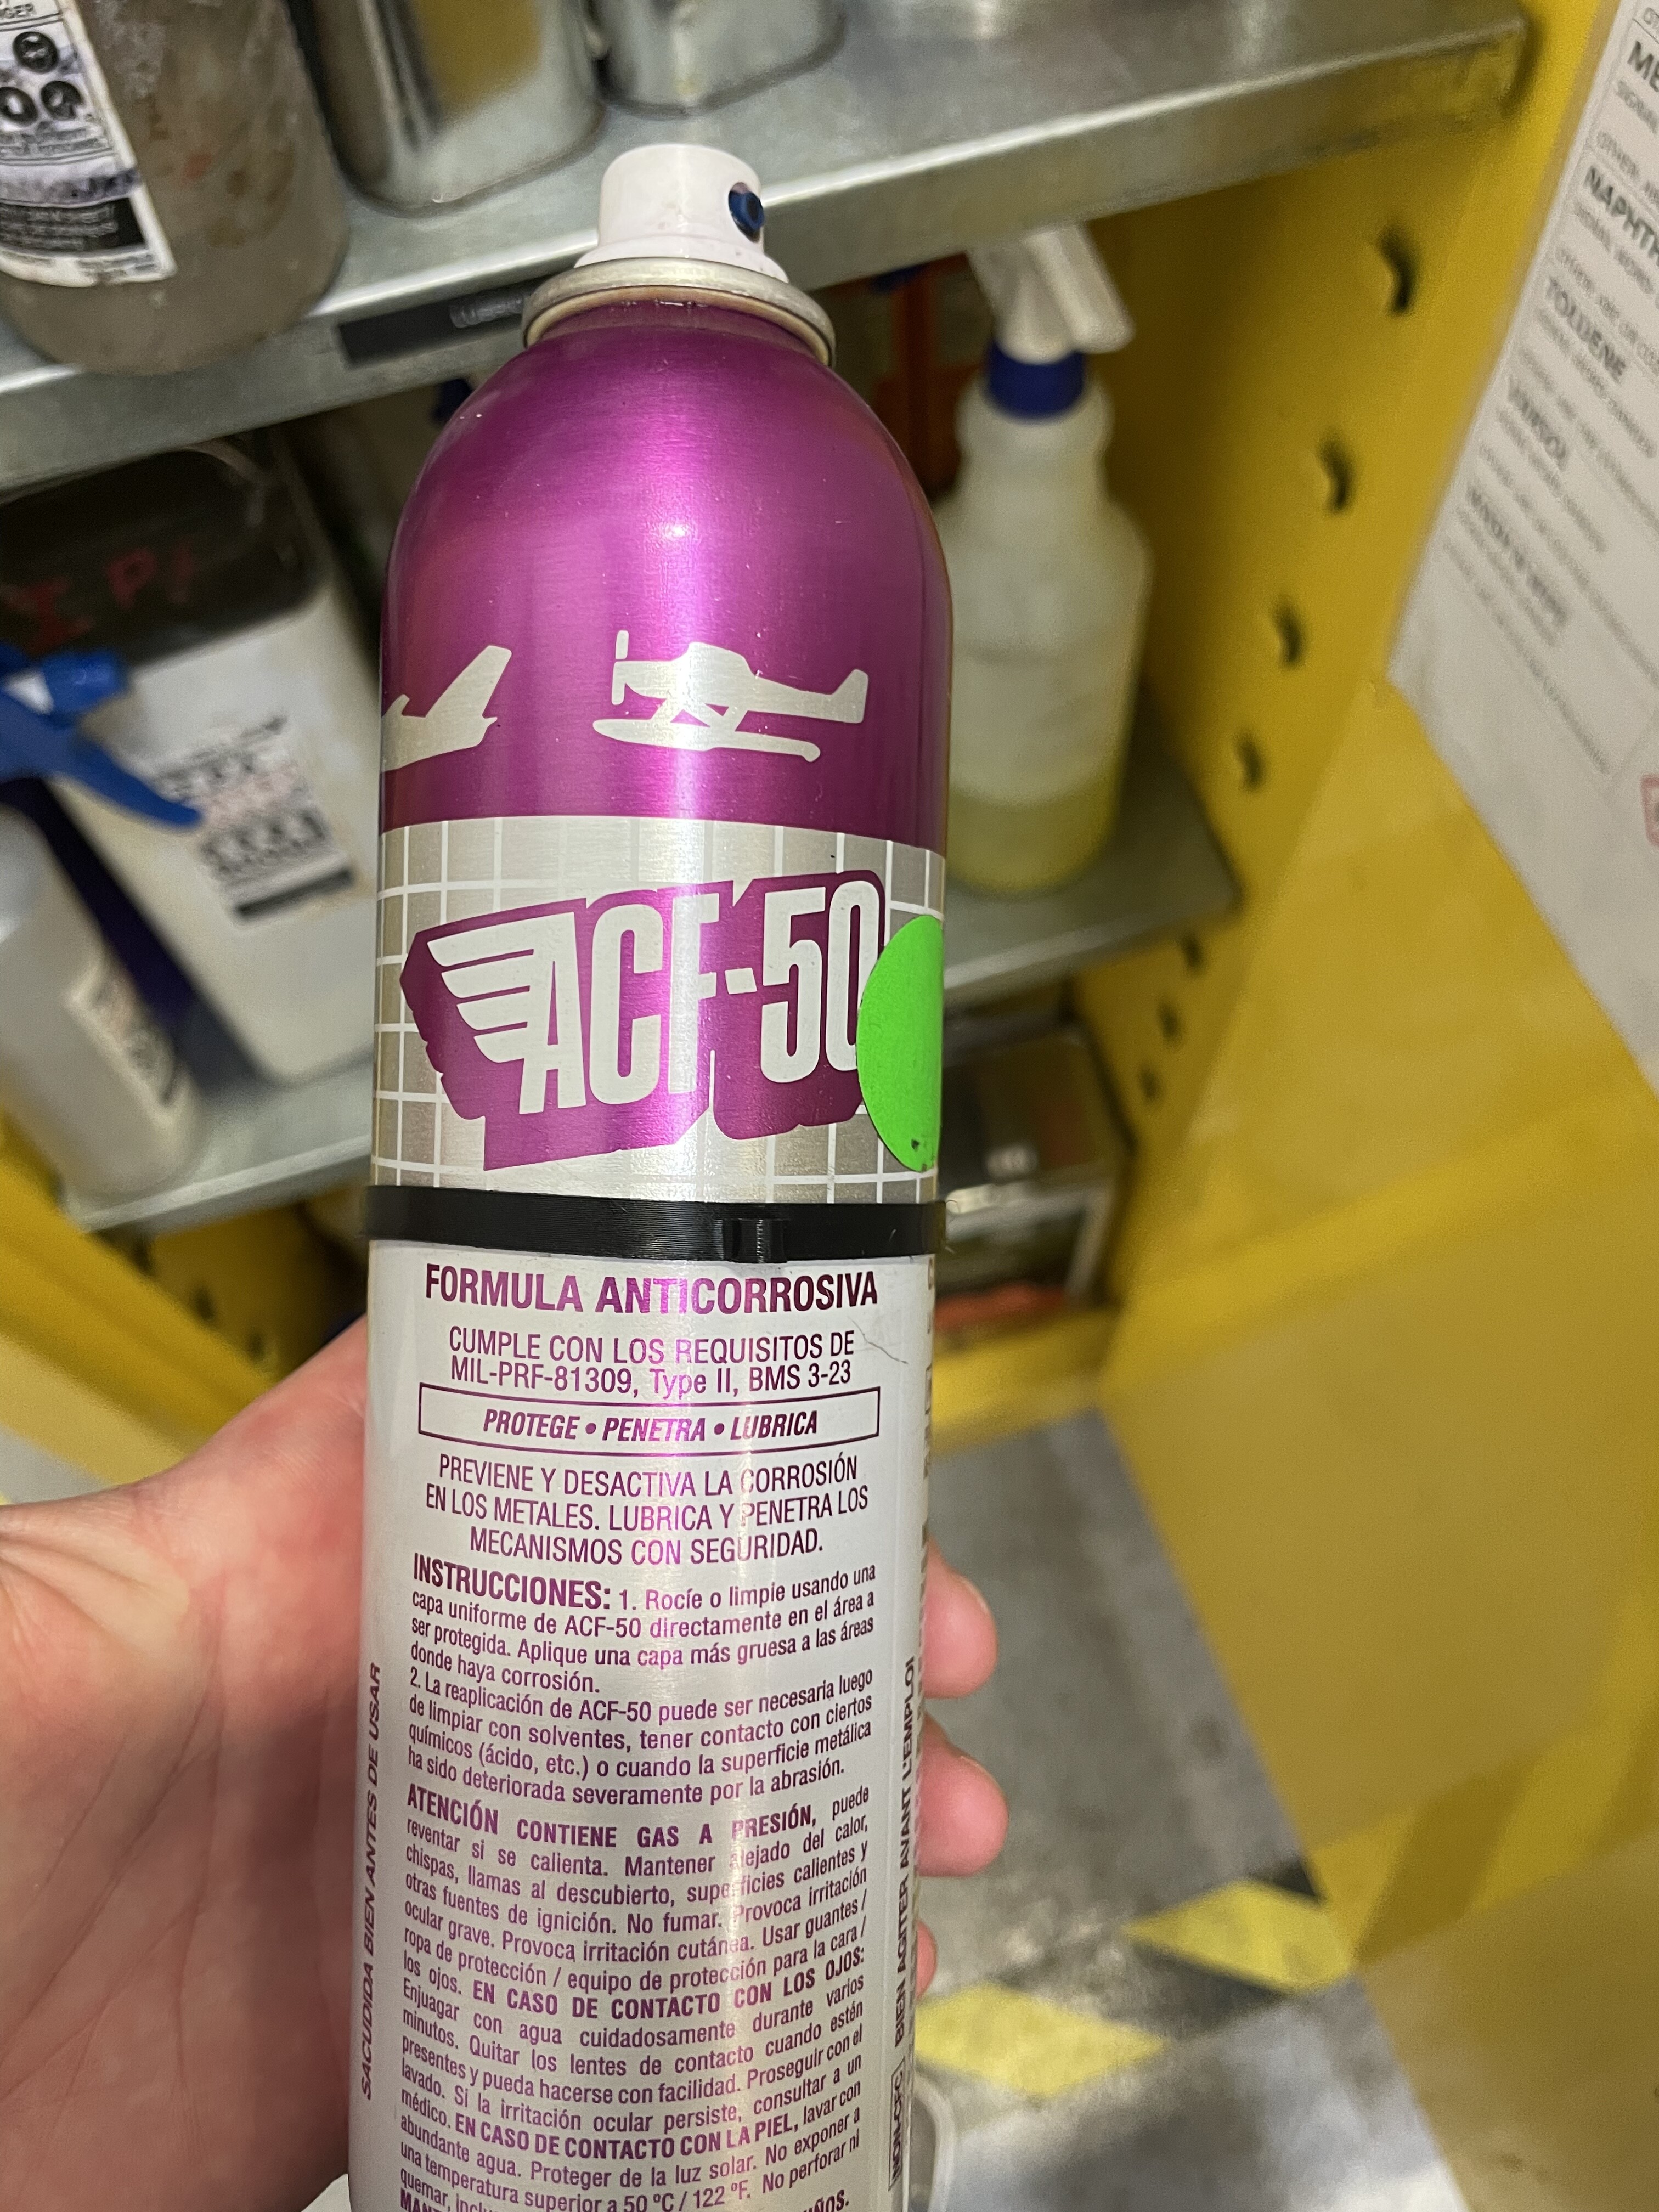 ACF-50
FORMULA ANTICORROSIVA
CUMPLE CON LOS REQUISITOS DE
MIL-PRF-81309, Type II, BMS 3-23
PROTEGE • PENETRA • LUBRICA
PREVIENE Y DESACTIVA LA CORROSIÓN
EN LOS METALES. LUBRICA Y PENETRA LOS
MECANISMOS CON SEGURIDAD.
INSTRUCCIONES: 1. Rocíe o limpie usando una
capa uniforme de ACF-50 directamente en el área a
ser protegida. Aplique una capa más gruesa a las áreas
donde haya corrosión.
2. La reaplicación de ACF-50 puede ser necesaria luego
de limpiar con solventes, tener contacto con ciertos
químicos (ácido, etc.) o cuando la superficie metálica
ha sido deteriorada severamente por la abrasión.
ATENCIÓN CONTIENE GAS A PRESIÓN, puede
reventar si se calienta. Mantener alejado del calor,
chispas, llamas al descubierto, superficies calientes y
otras fuentes de ignición. No fumar. Provoca irritación
ocular grave. Provoca irritación cutánea. Usar guantes /
ropa de protección / equipo de protección para la cara /
los ojos. EN CASO DE CONTACTO CON LOS OJOS:
Enjuagar con agua cuidadosamente durante varios
minutos. Quitar los lentes de contacto cuando estén
presentes y pueda hacerse con facilidad. Proseguir con el
lavado. Si la irritación ocular persiste, consultar a un
médico. EN CASO DE CONTACTO CON LA PIEL, lavar con
abundante agua. Proteger de la luz solar. No exponer a
una temperatura superior a 50 ºC / 122 ºF. No perforar ni
quemar,
SACUDIDA BIEN ANTES DE USAR
NON-CFC
BIEN AGITER AVANT L'EMPLOI
TOLUENE
VARSOL